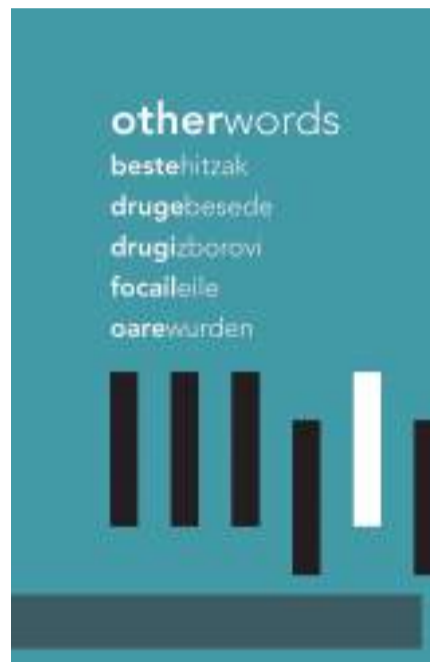 otherwords
bestehitzak
drugebesede
drugizborovi
focaileile
oarewurden